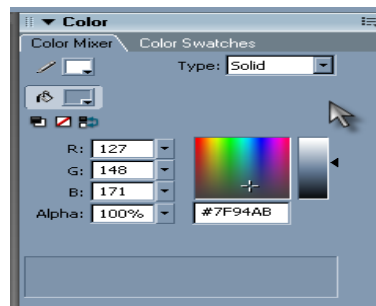 Color
Color Mixer Color Swatches
Type: Solid
R: 127
G: 148
B: 171
Alpha: 100% #7F94AB